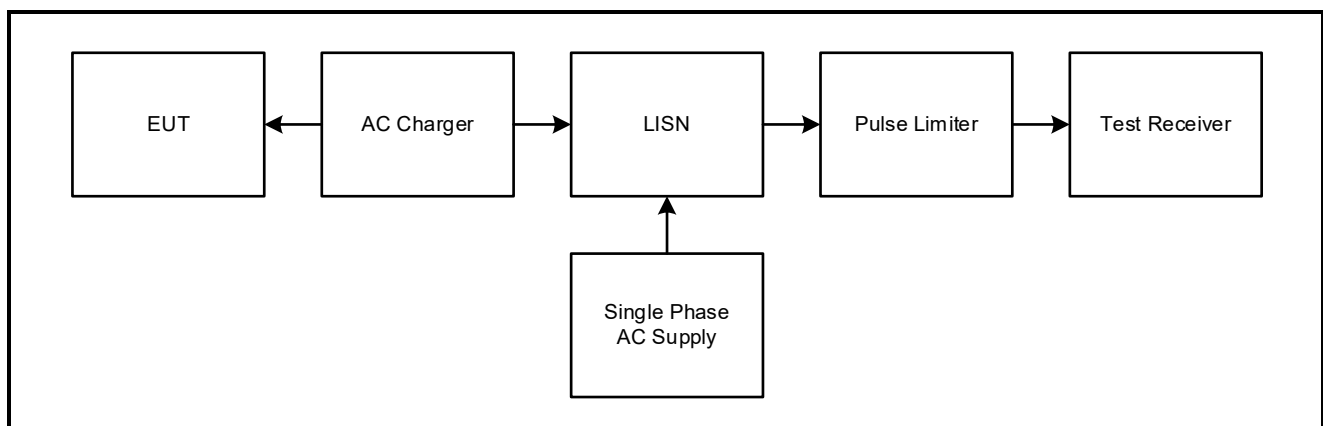 EUT
AC Charger
LISN
Pulse Limiter
Test Receiver
Single Phase
AC Supply